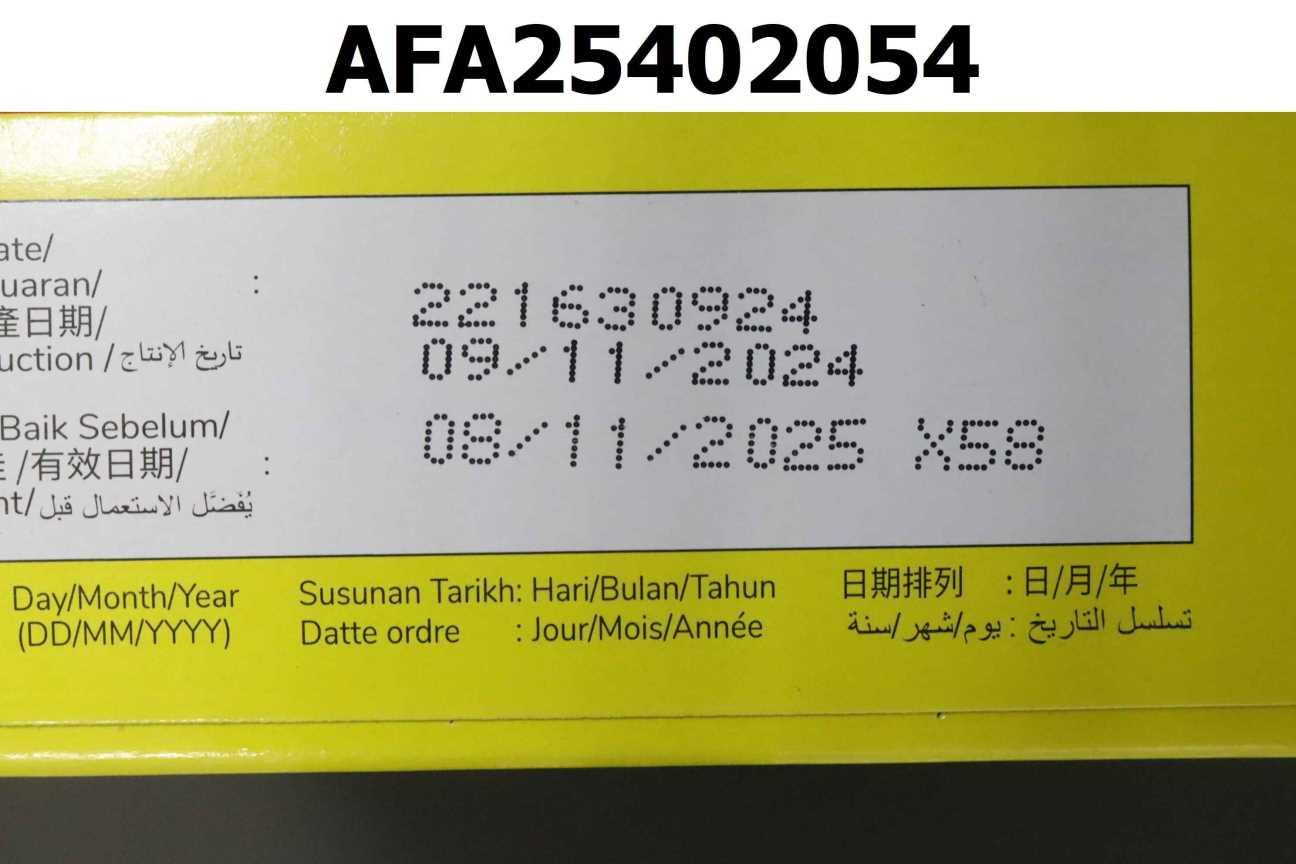 AFA25402054
ate/
uaran/ :
產日期/
uction / تاريخ الإنتاج
221630924
09/11/2024
Baik Sebelum/
/有效日期/ :
nt/ يُفَضَّل الاستعمال قبل
08/11/2025 X58
Day/Month/Year
(DD/MM/YYYY)
Susunan Tarikh: Hari/Bulan/Tahun
Datte ordre : Jour/Mois/Année
日期排列 : 日/月/年
تسلسل التاريخ : يوم/شهر/سنة